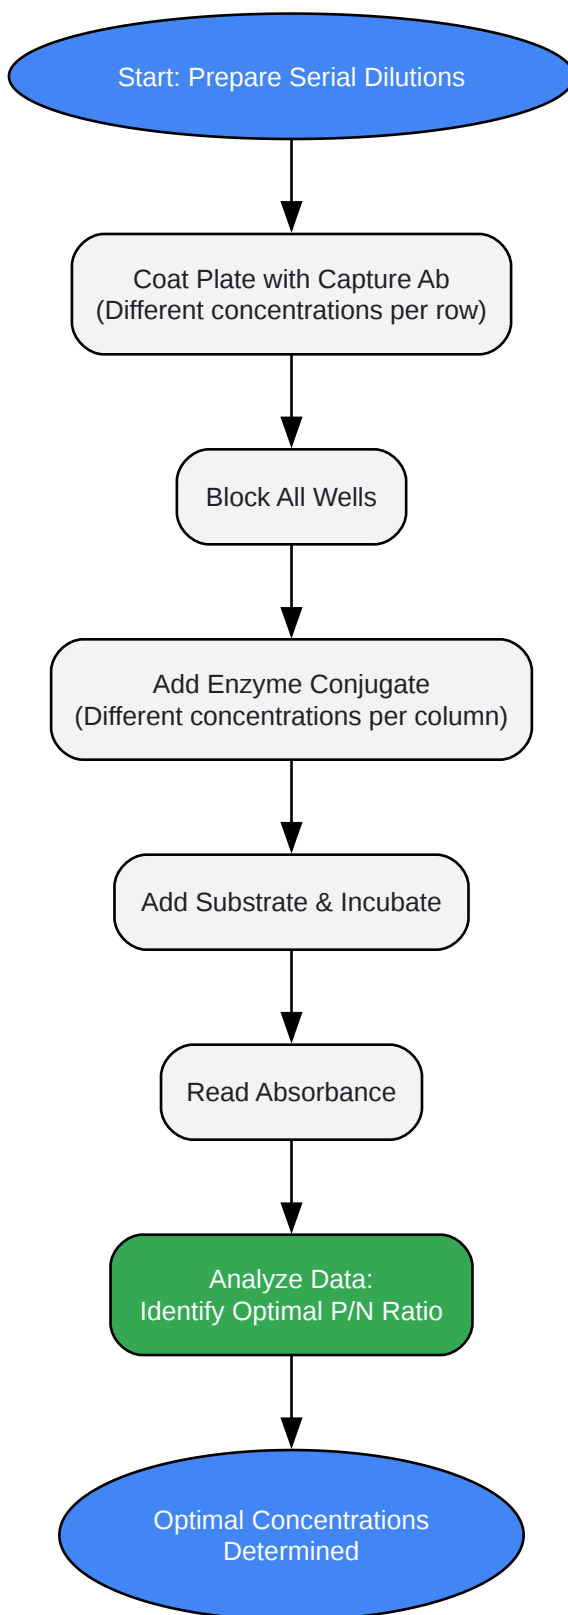 Start: Prepare Serial Dilutions
Coat Plate with Capture Ab
(Different concentrations per row)
Block All Wells
Add Enzyme Conjugate
(Different concentrations per column)
Add Substrate & Incubate
Read Absorbance
Analyze Data:
Identify Optimal P/N Ratio
Optimal Concentrations
Determined